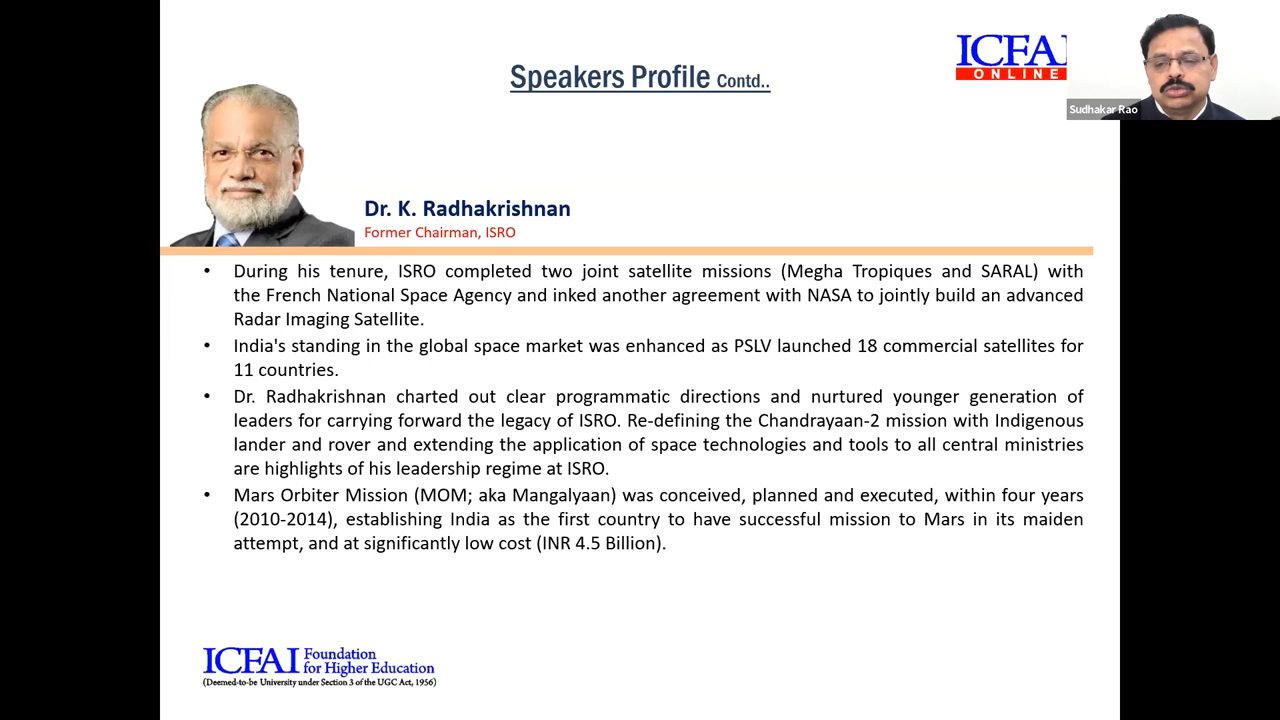 Speakers Profile Contd..
ICFA
ONLINE
Sudhakar Rao
Dr. K. Radhakrishnan
Former Chairman, ISRO
• During his tenure, ISRO completed two joint satellite missions (Megha Tropiques and SARAL) with
the French National Space Agency and inked another agreement with NASA to jointly build an advanced
Radar Imaging Satellite.
• India's standing in the global space market was enhanced as PSLV launched 18 commercial satellites for
11 countries.
• Dr. Radhakrishnan charted out clear programmatic directions and nurtured younger generation of
leaders for carrying forward the legacy of ISRO. Re-defining the Chandrayaan-2 mission with Indigenous
lander and rover and extending the application of space technologies and tools to all central ministries
are highlights of his leadership regime at ISRO.
• Mars Orbiter Mission (MOM; aka Mangalyaan) was conceived, planned and executed, within four years
(2010-2014), establishing India as the first country to have successful mission to Mars in its maiden
attempt, and at significantly low cost (INR 4.5 Billion).
ICFAI Foundation
for Higher Education
(Deemed-to-be University under Section 3 of the UGC Act, 1956)